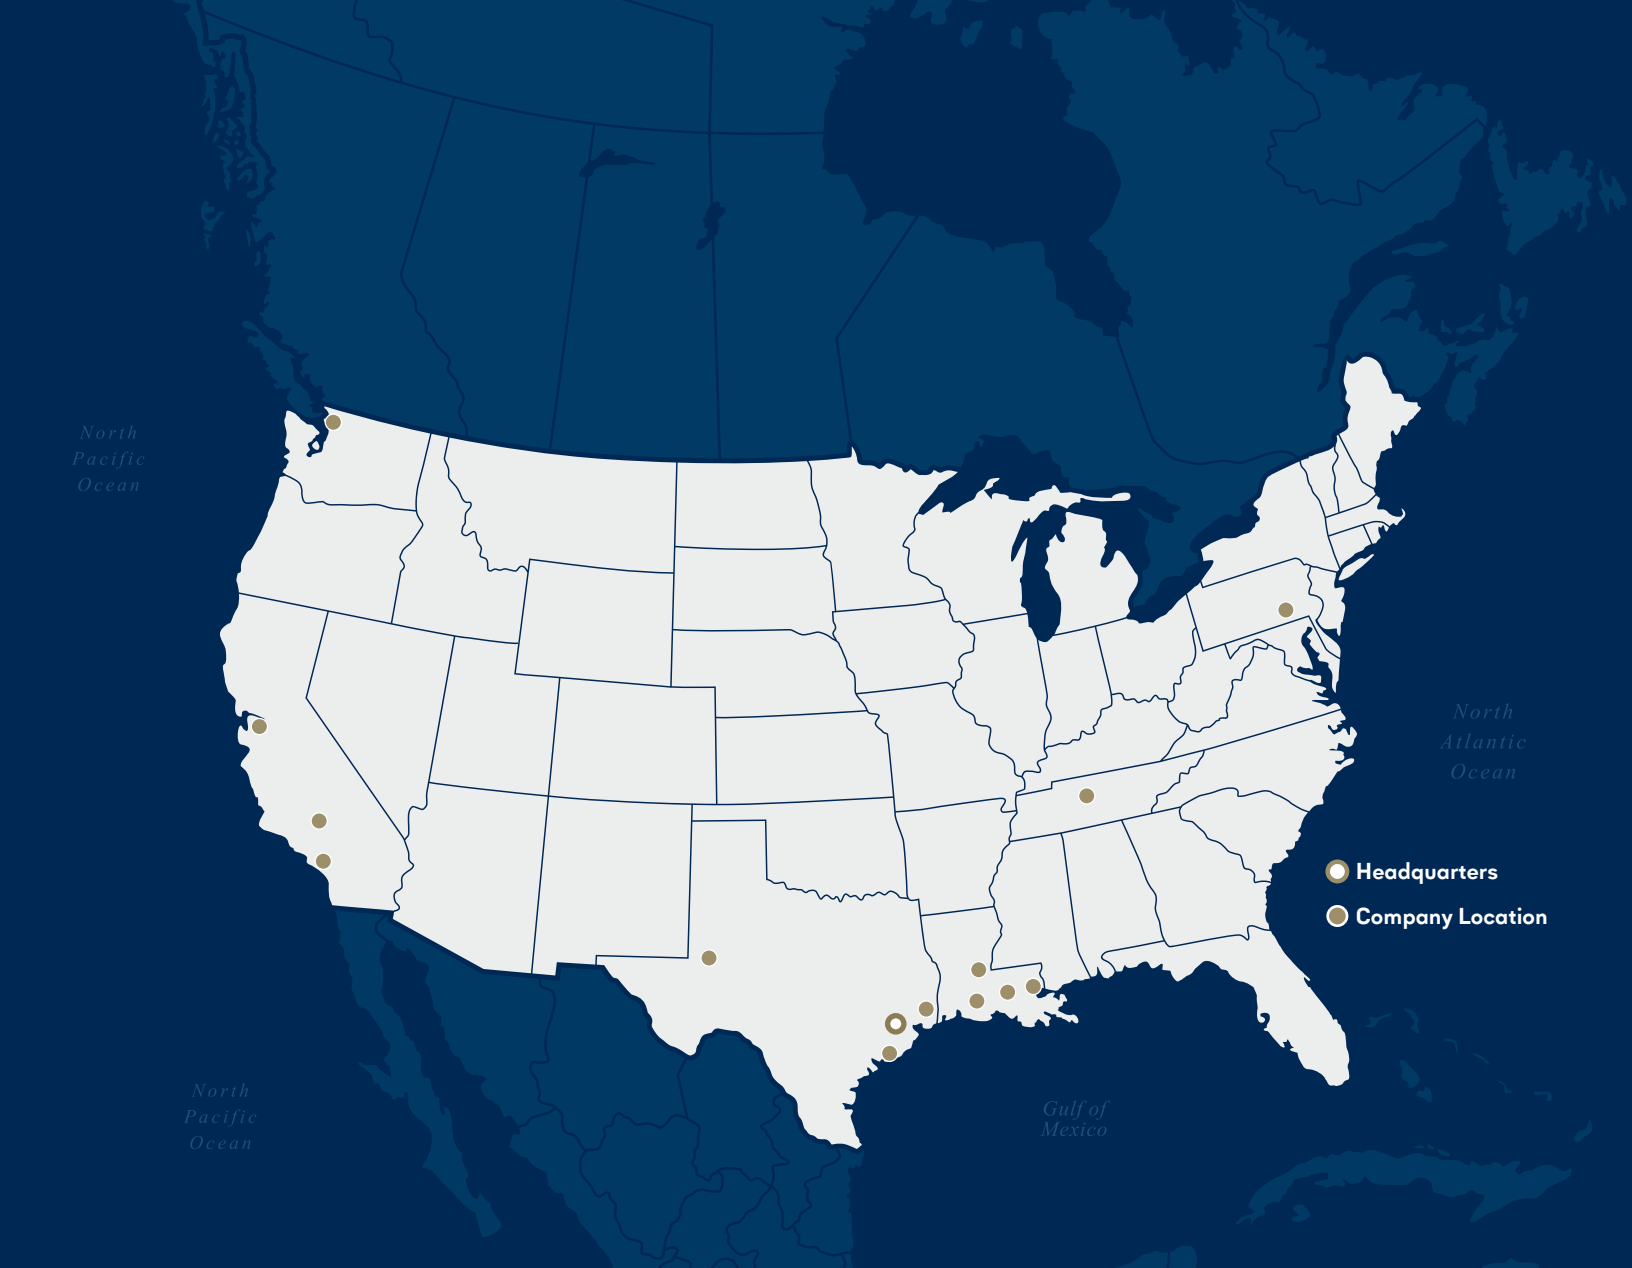 North
Pacific
Ocean
North
Atlantic
Ocean
Headquarters
Company Location
North
Pacific
Ocean
Gulf of
Mexico